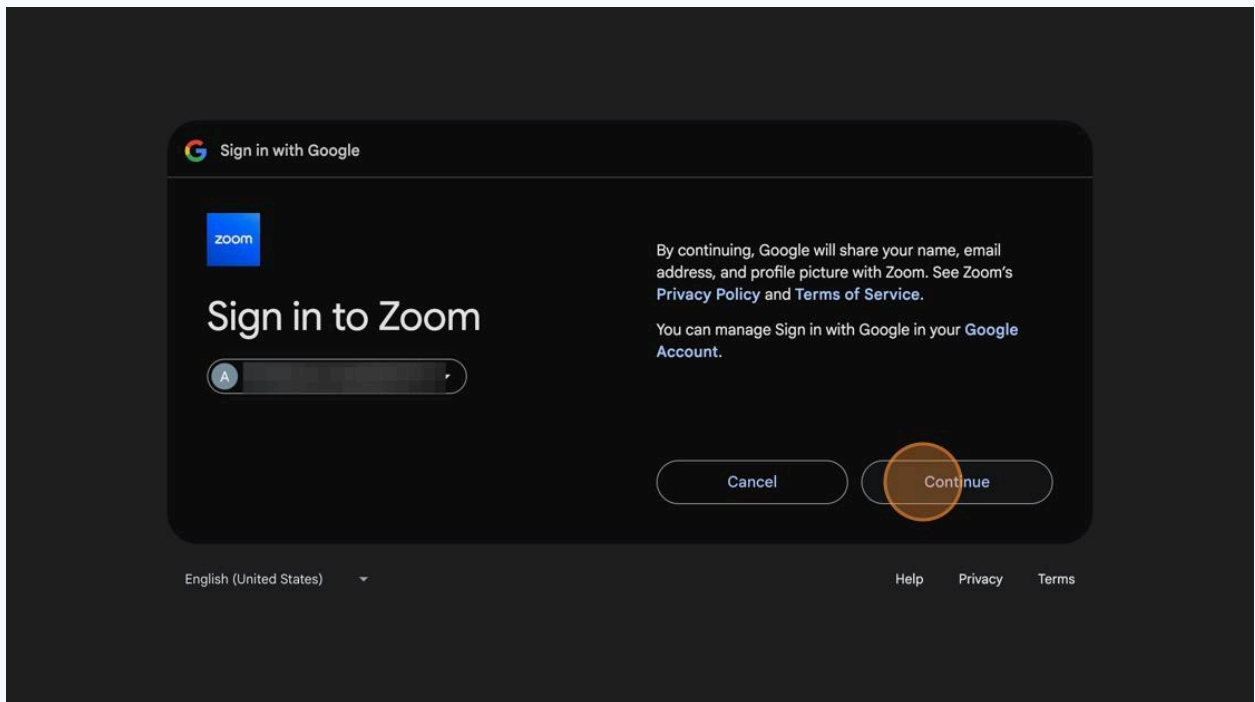 Sign in with Google
zoom
Sign in to Zoom
A
By continuing, Google will share your name, email
address, and profile picture with Zoom. See Zoom's
Privacy Policy and Terms of Service.
You can manage Sign in with Google in your Google
Account.
Cancel
Continue
English (United States)
Help
Privacy
Terms